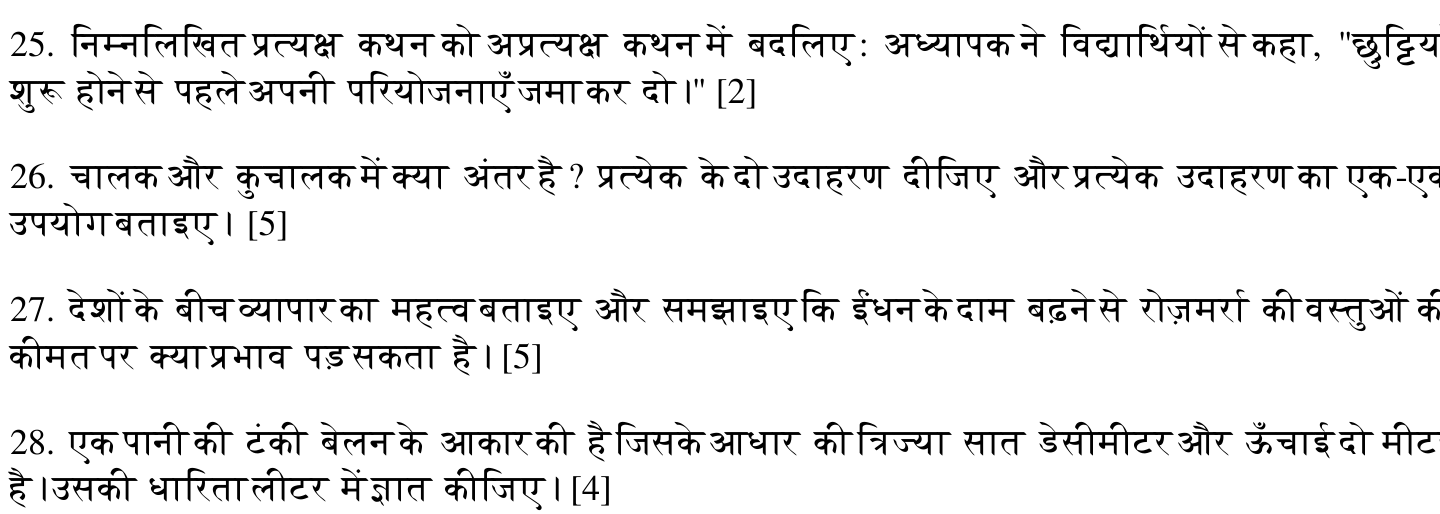 25. निम्नलिखित प्रत्यक्ष कथन को अप्रत्यक्ष कथन में बदलिए: अध्यापक ने विद्यार्थियों से कहा,
शुरू होने से पहले अपनी परियोजनाएँ जमा कर दो।" [2]
26. चालक और कुचालक में क्या अंतर है? प्रत्येक के दो उदाहरण दीजिए और प्रत्येक उदाहरण का
उपयोग बताइए। [5]
27. देशों के बीच व्यापार का महत्व बताइए और समझाइए कि ईंधन के दाम बढ़ने से रोज़मर्रा की वस्तुओं की
कीमत पर क्या प्रभाव पड़ सकता है। [5]
28. एक पानी की टंकी बेलन के आकार की है जिसके आधार की त्रिज्या सात डेसीमीटर और ऊँचाई दो
है।उसकी धारिता लीटर में ज्ञात कीजिए। [4]